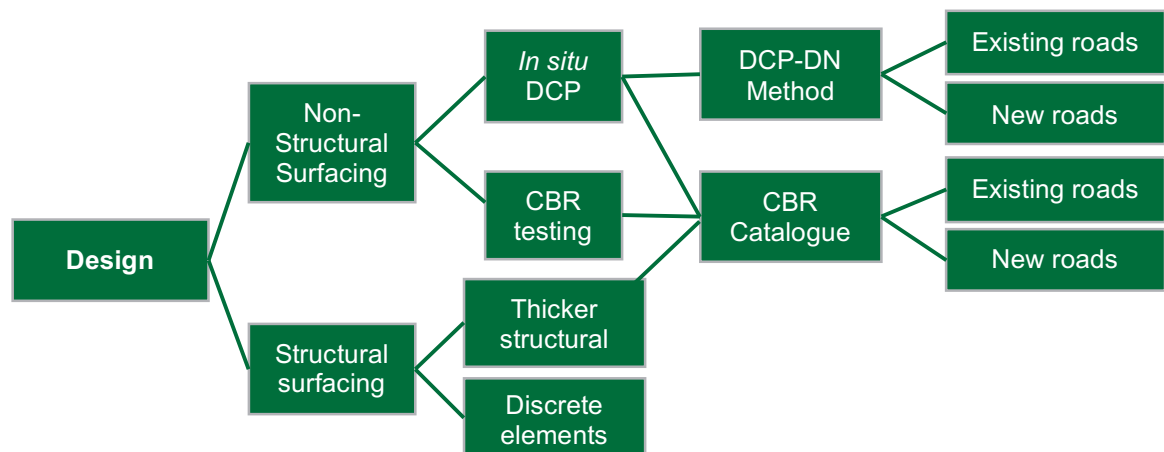 Design
Non-
Structural
Surfacing
Structural
surfacing
In situ
DCP
CBR
testing
Thicker
structural
Discrete
elements
DCP-DN
Method
CBR
Catalogue
Existing roads
New roads
Existing roads
New roads